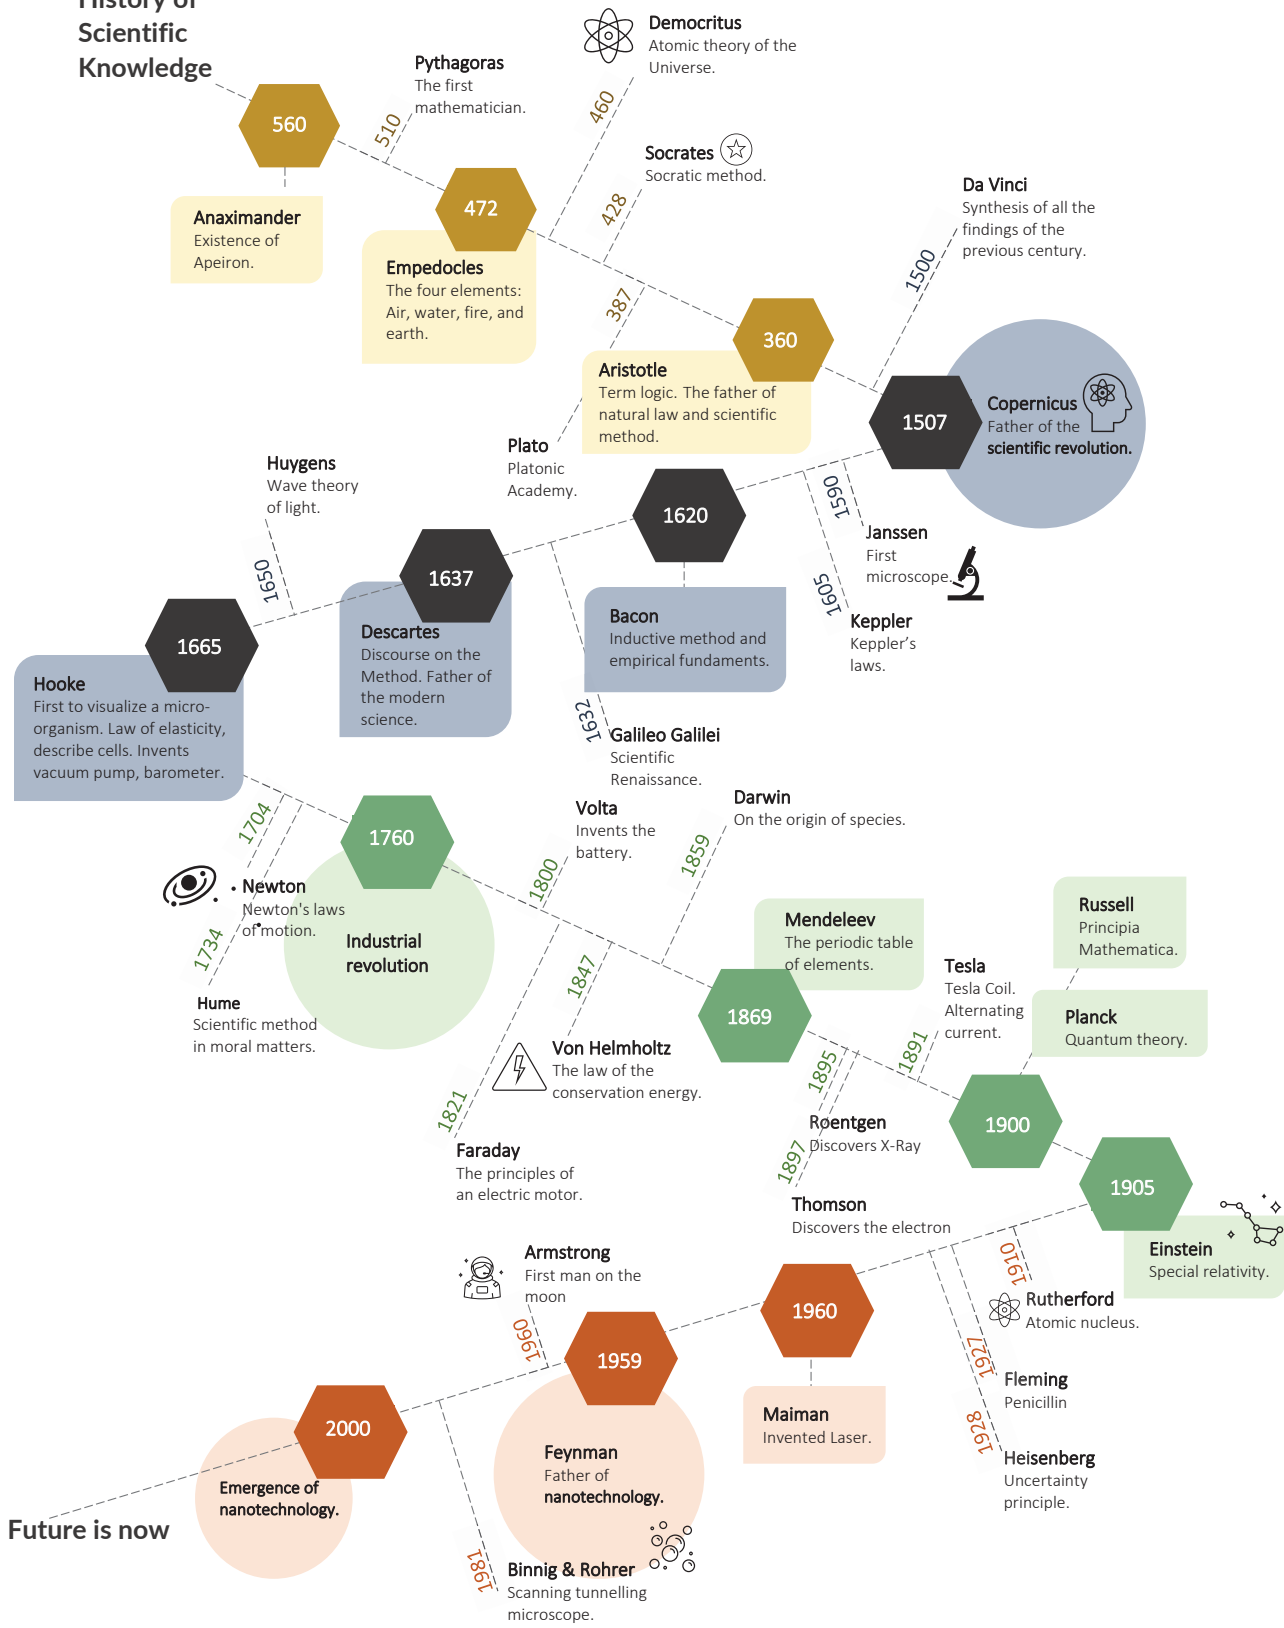 History of
Scientific
Knowledge
560
Anaximander
Existence of
Apeiron.
510
Pythagoras
The first
mathematician.
472
Empedocles
The four elements:
Air, water, fire, and
earth.
460
Democritus
Atomic theory of the
Universe.
428
Socrates
Socratic method.
387
Plato
Platonic
Academy.
360
Aristotle
Term logic. The father of
natural law and scientific
method.
1500
Da Vinci
Synthesis of all the
findings of the
previous century.
1507
Copernicus
Father of the
scientific revolution.
1590
Janssen
First
microscope.
1605
Keppler
Keppler’s
laws.
1620
Bacon
Inductive method and
empirical fundaments.
1632
Galileo Galilei
Scientific
Renaissance.
1637
Descartes
Discourse on the
Method. Father of
the modern
science.
1650
Huygens
Wave theory
of light.
1665
Hooke
First to visualize a micro-
organism. Law of elasticity,
describe cells. Invents
vacuum pump, barometer.
1704
Newton
Newton's laws
of motion.
1734
Hume
Scientific method
in moral matters.
1760
Industrial
revolution
1800
Volta
Invents the
battery.
1821
Faraday
The principles of
an electric motor.
1847
Von Helmholtz
The law of the
conservation energy.
1859
Darwin
On the origin of species.
1869
Mendeleev
The periodic table
of elements.
1895
Roentgen
Discovers X-Ray
1897
Thomson
Discovers the electron
1891
Tesla
Tesla Coil.
Alternating
current.
1900
Russell
Principia
Mathematica.
Planck
Quantum theory.
1905
Einstein
Special relativity.
1910
Rutherford
Atomic nucleus.
1927
Fleming
Penicillin
1928
Heisenberg
Uncertainty
principle.
1960
Maiman
Invented Laser.
1959
Feynman
Father of
nanotechnology.
1960
Armstrong
First man on the
moon
1981
Binnig & Rohrer
Scanning tunnelling
microscope.
2000
Emergence of
nanotechnology.
Future is now